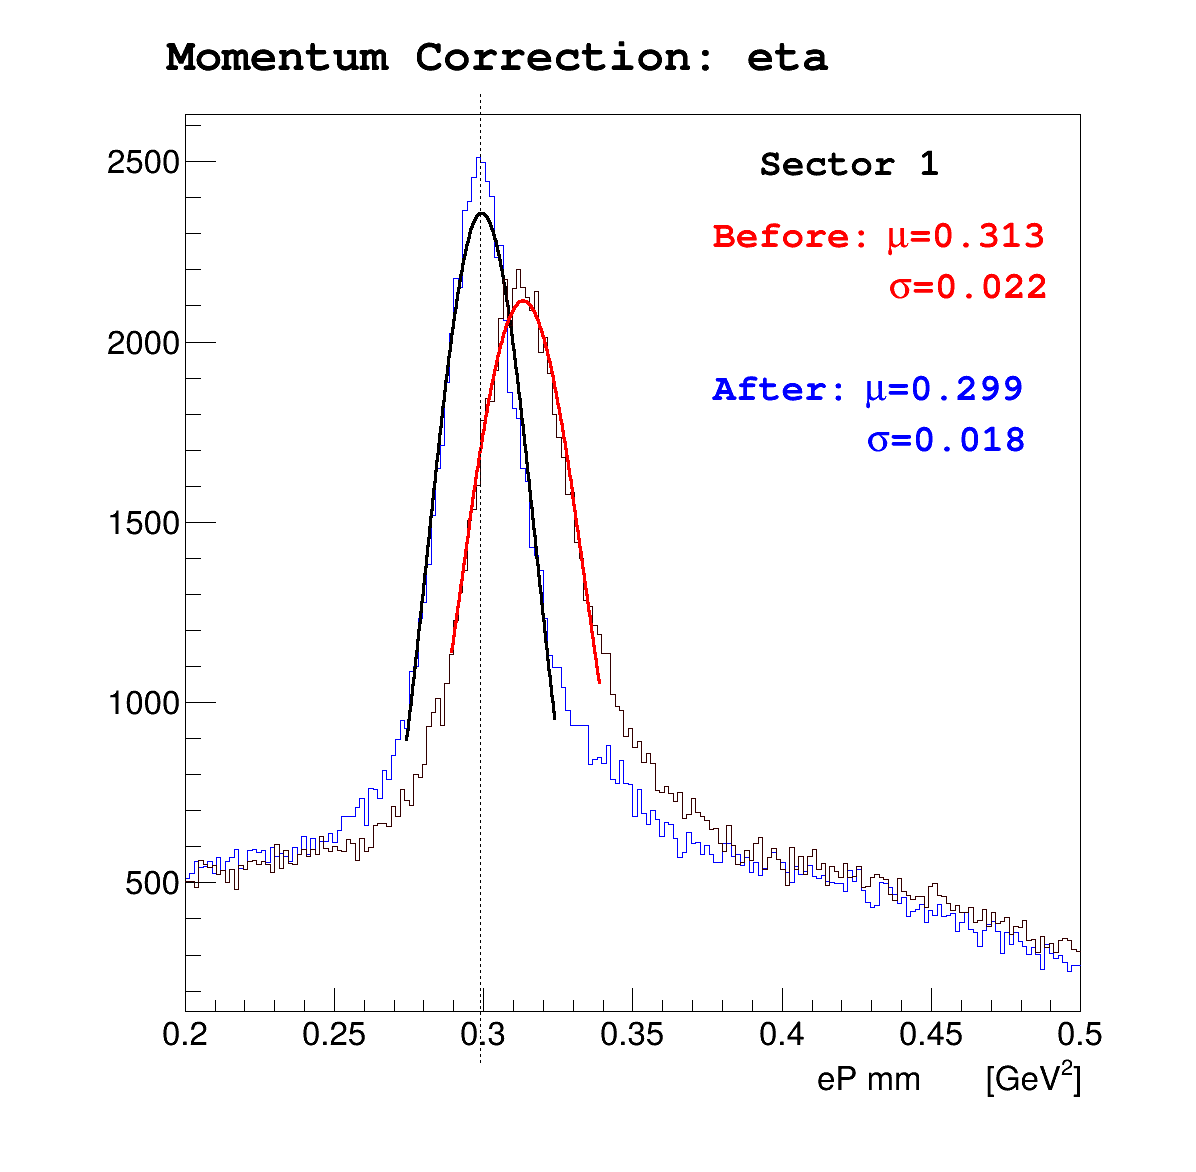 Momentum Correction: eta
2500
Sector 1
Before: μ=0.313
σ=0.022
2000
After: μ=0.299
σ=0.018
1500
1000
500
0.2 0.25 0.3 0.35 0.4 0.45 0.5
eP mm [GeV²]